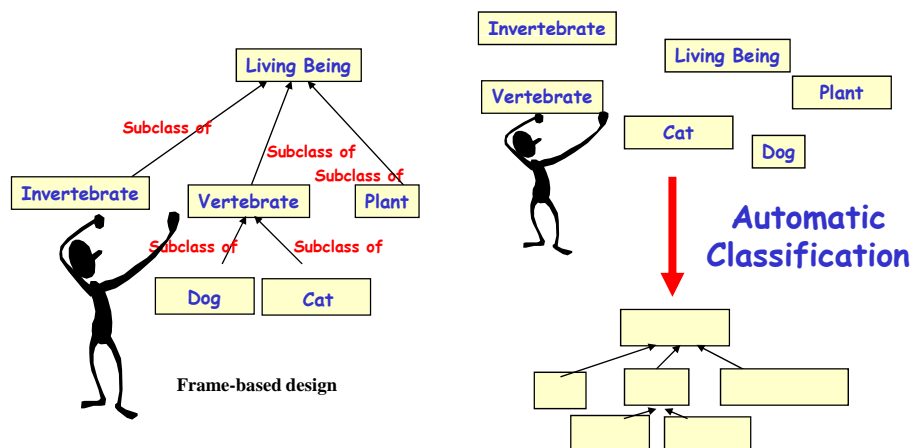 Living Being
Subclass of
Subclass of
Subclass of
Invertebrate
Vertebrate
Plant
Subclass of
Subclass of
Dog
Cat
Frame-based design
Invertebrate
Living Being
Vertebrate
Plant
Cat
Dog
Automatic
Classification